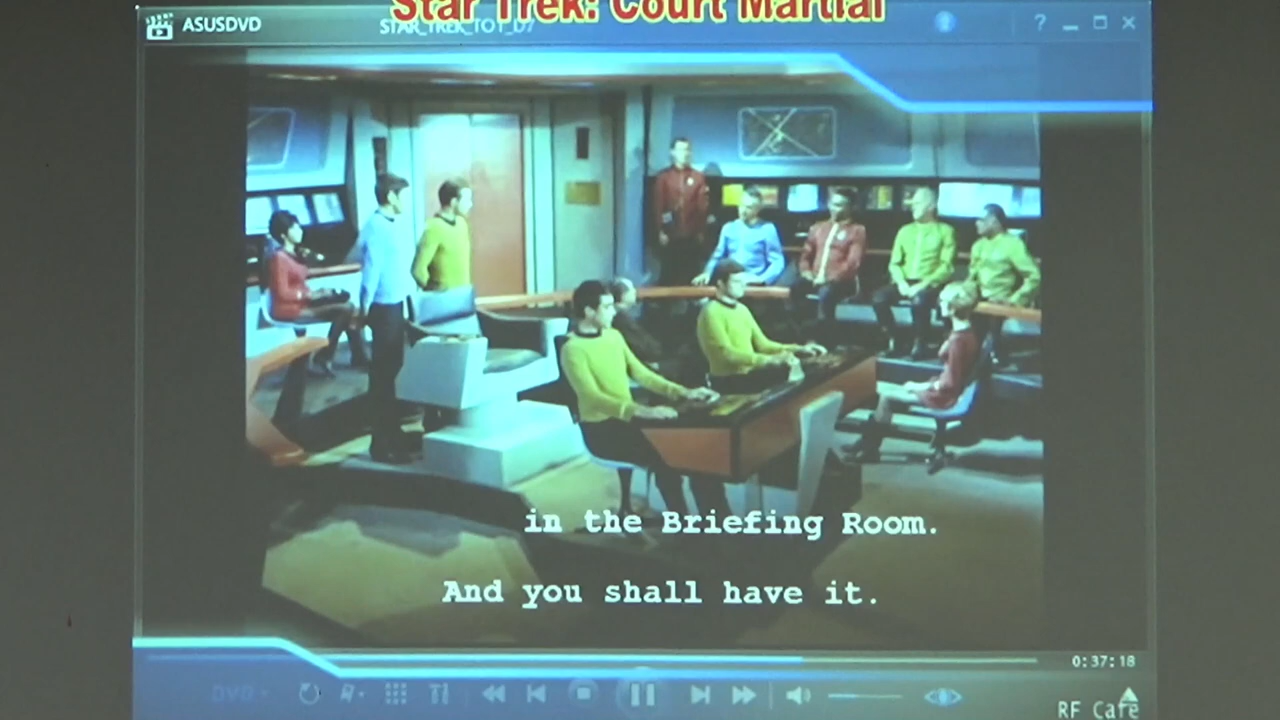 Star Trek: Court Martial
ASUSDVD
STAR_TREK_TOT_D7
?
in the Briefing Room.
And you shall have it.
0:37:18
DVD
RF Cafe